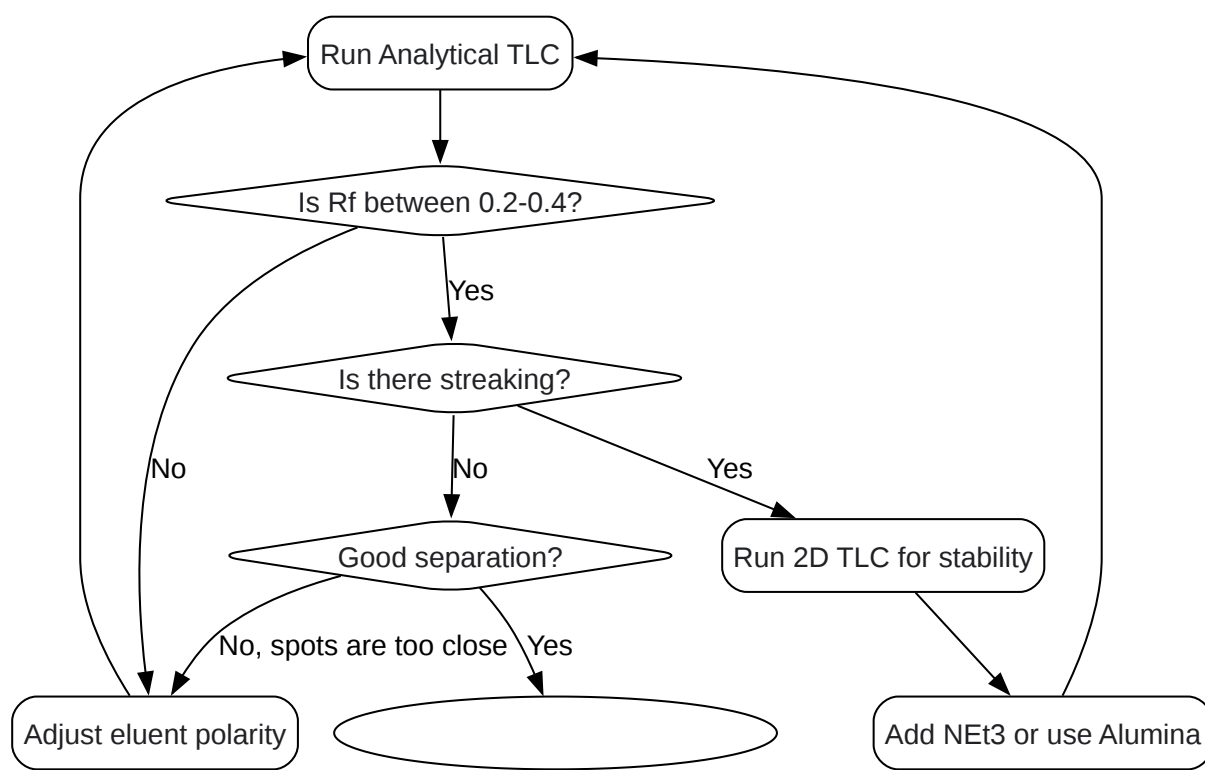 Run Analytical TLC
Is Rf between 0.2-0.4?
Yes
Is there streaking?
No
No
Yes
Good separation?
Run 2D TLC for stability
No, spots are too close
Yes
Adjust eluent polarity
Add NEt3 or use Alumina